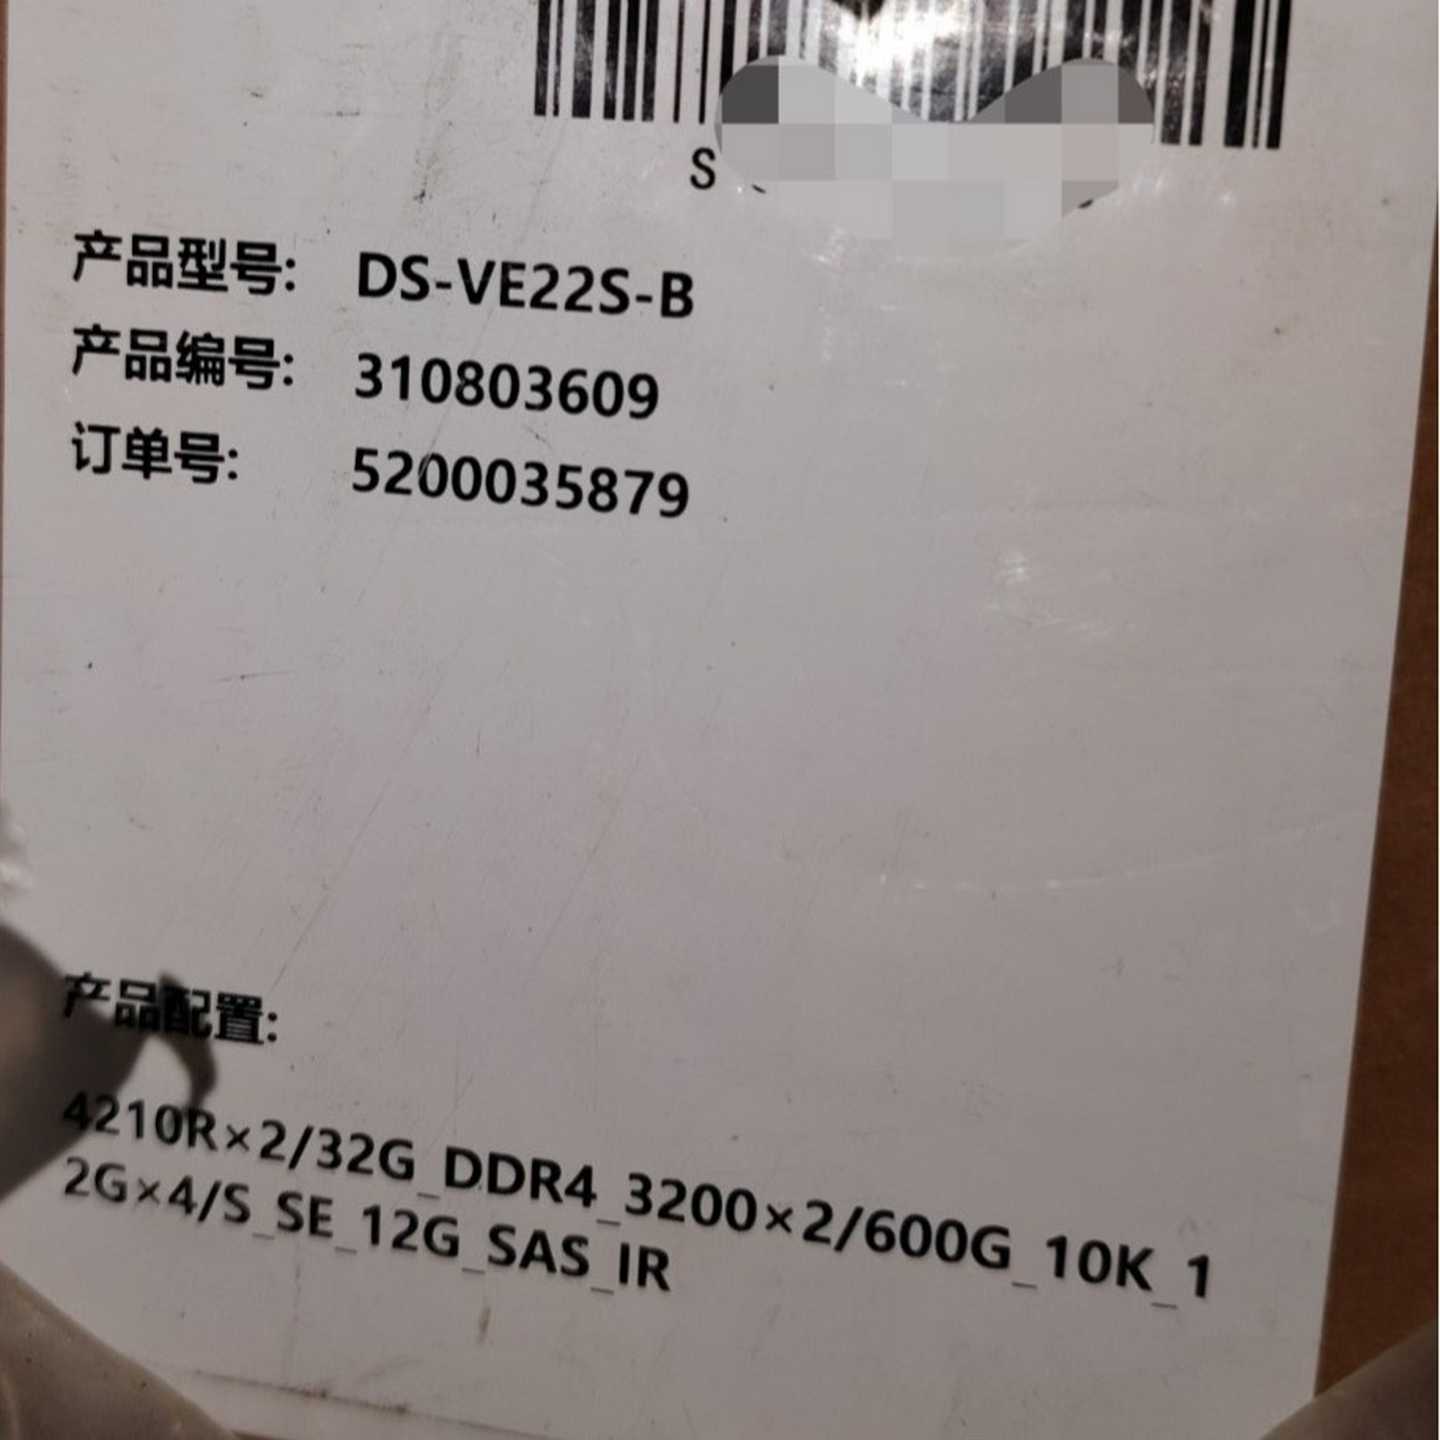 S
产品型号: DS-VE22S-B
产品编号: 310803609
订单号: 5200035879
产品配置:
4210R×2/32G_DDR4_3200×2/600G_10K_1
2G×4/S_SE_12G_SAS_IR